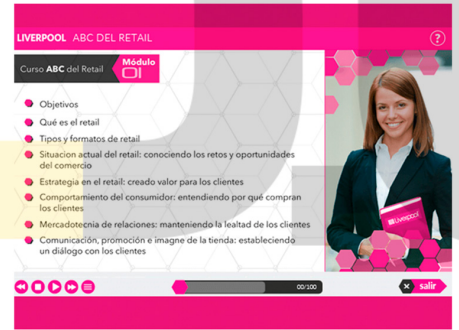 LIVERPOOL ABC DEL RETAIL
?
Curso ABC del Retail
Módulo
01
Objetivos
Qué es el retail
Tipos y formatos de retail
Situacion actual del retail: conociendo los retos y oportunidades
del comercio
Estrategia en el retail: creado valor para los clientes
Comportamiento del consumidor: entendiendo por qué compran
los clientes
Mercadotecnia de relaciones: manteniendo la lealtad de los clientes
Comunicación, promoción e imagne de la tienda: estableciendo
un diálogo con los clientes
Liverpool
00/100
× salir